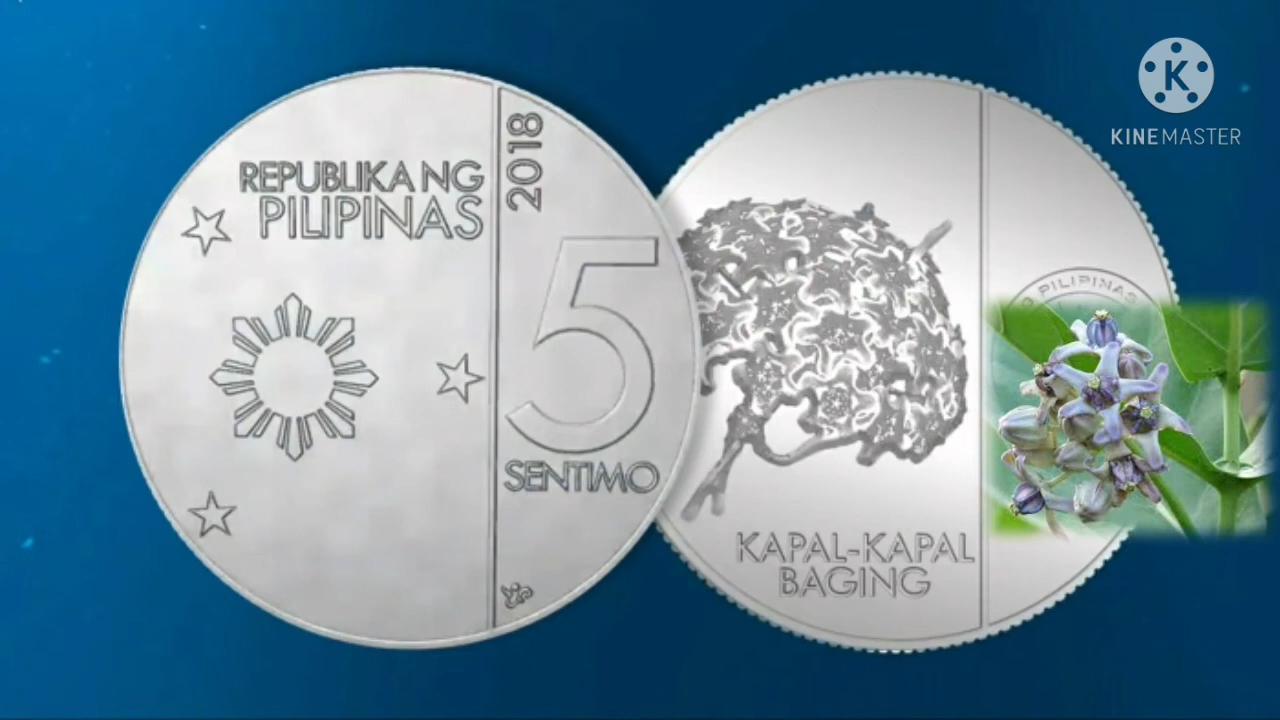 REPUBLIKA NG
PILIPINAS
2018
5
SENTIMO
PILIPINAS
KAPAL-KAPAL
BAGING
K
KINEMASTER